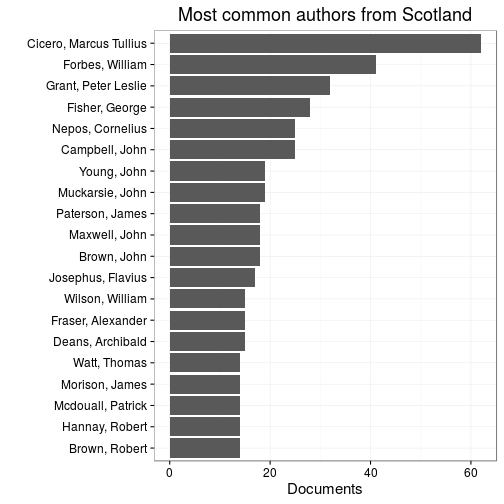 Most common authors from Scotland
Cicero, Marcus Tullius
Forbes, William
Grant, Peter Leslie
Fisher, George
Nepos, Cornelius
Campbell, John
Young, John
Muckarsie, John
Paterson, James
Maxwell, John
Brown, John
Josephus, Flavius
Wilson, William
Fraser, Alexander
Deans, Archibald
Watt, Thomas
Morison, James
Mcdouall, Patrick
Hannay, Robert
Brown, Robert
0 20 40 60
Documents